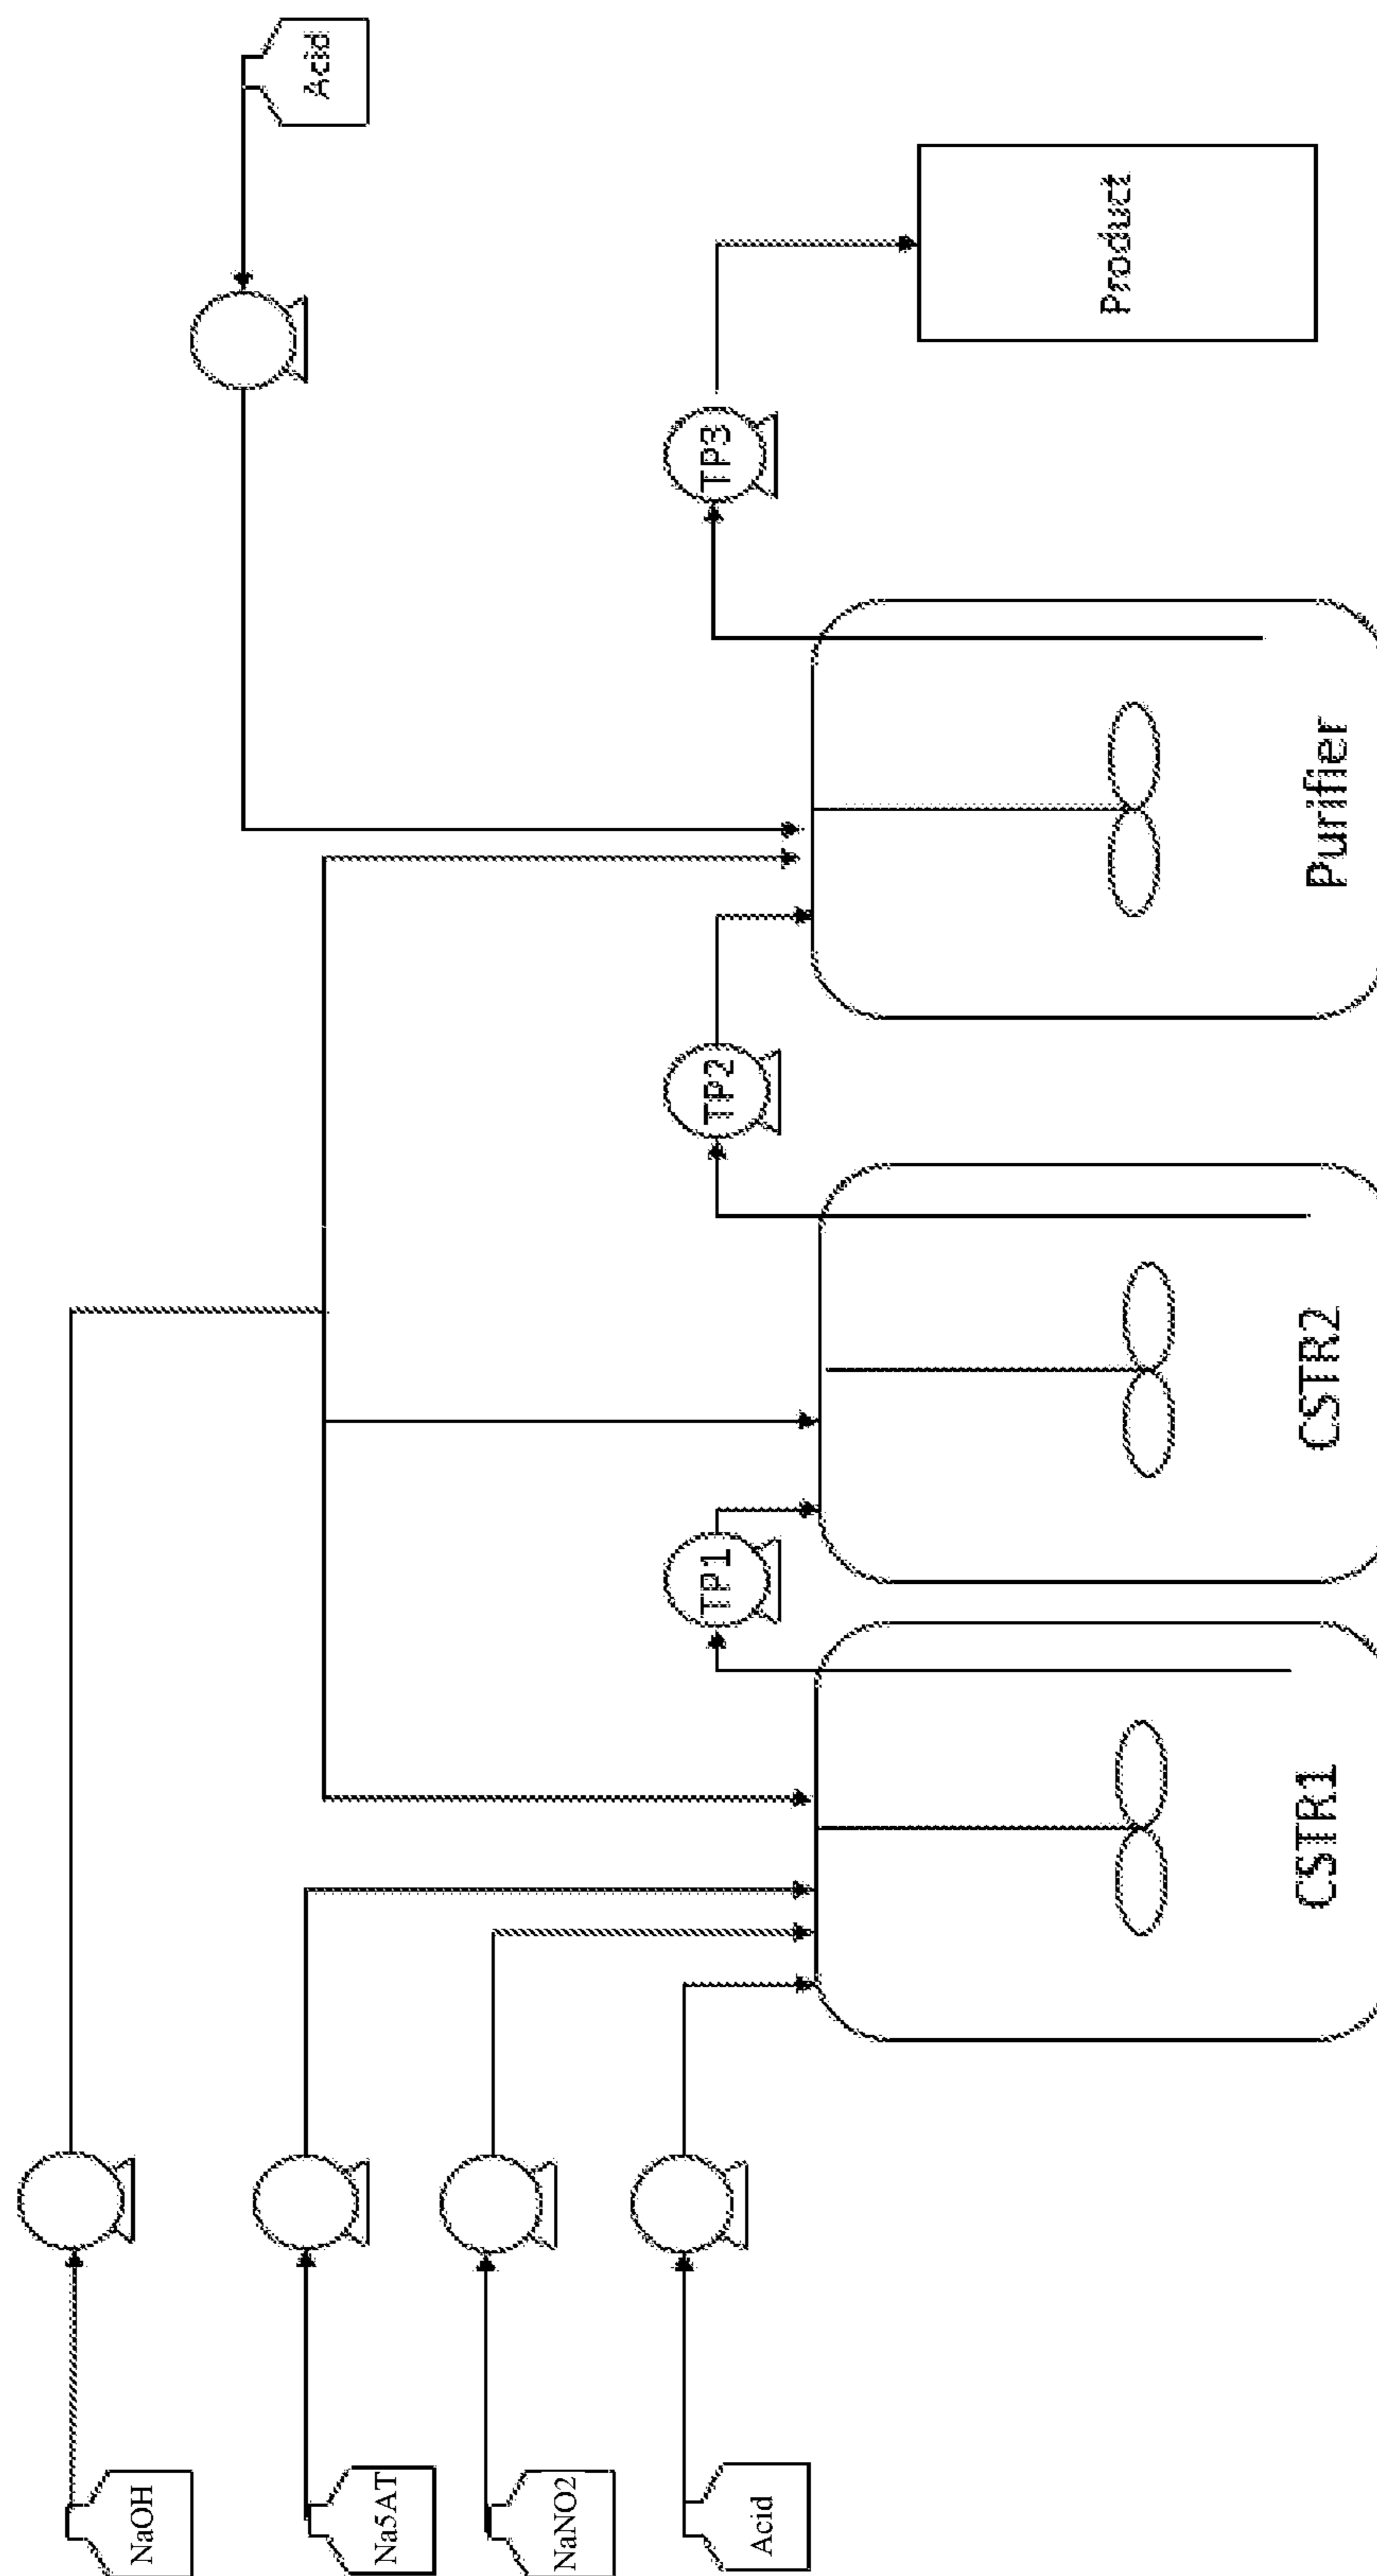 NaOH
Na5AT
NaNO2
Acid
Acid
TP1
TP2
TP3
CSTR1
CSTR2
Purifier
Product